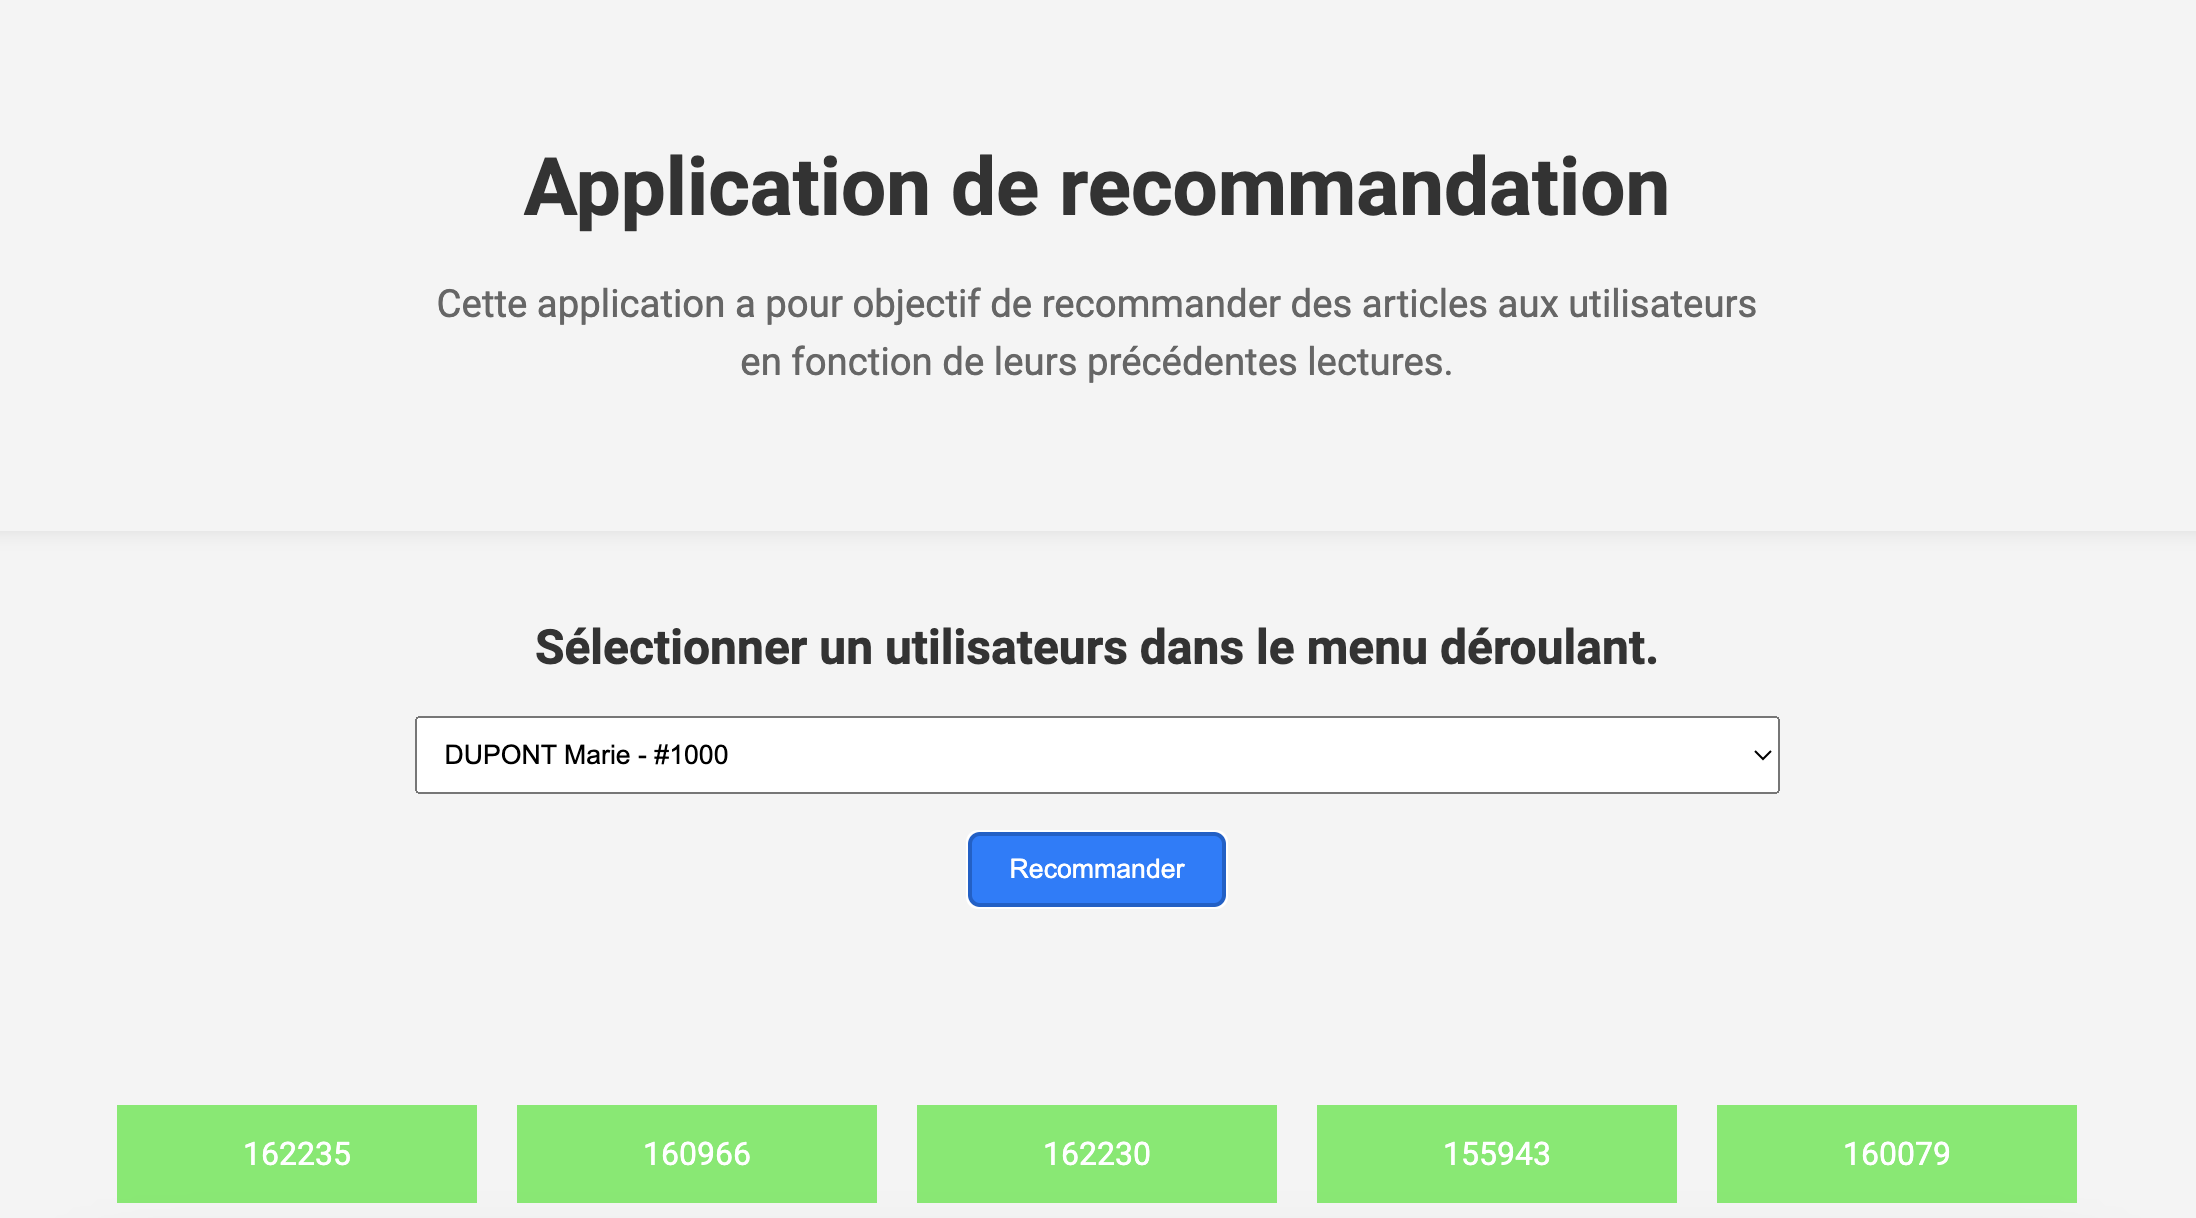 Application de recommandation
Cette application a pour objectif de recommander des articles aux utilisateurs
en fonction de leurs précédentes lectures.
Sélectionner un utilisateurs dans le menu déroulant.
DUPONT Marie - #1000
Recommander
162235
160966
162230
155943
160079